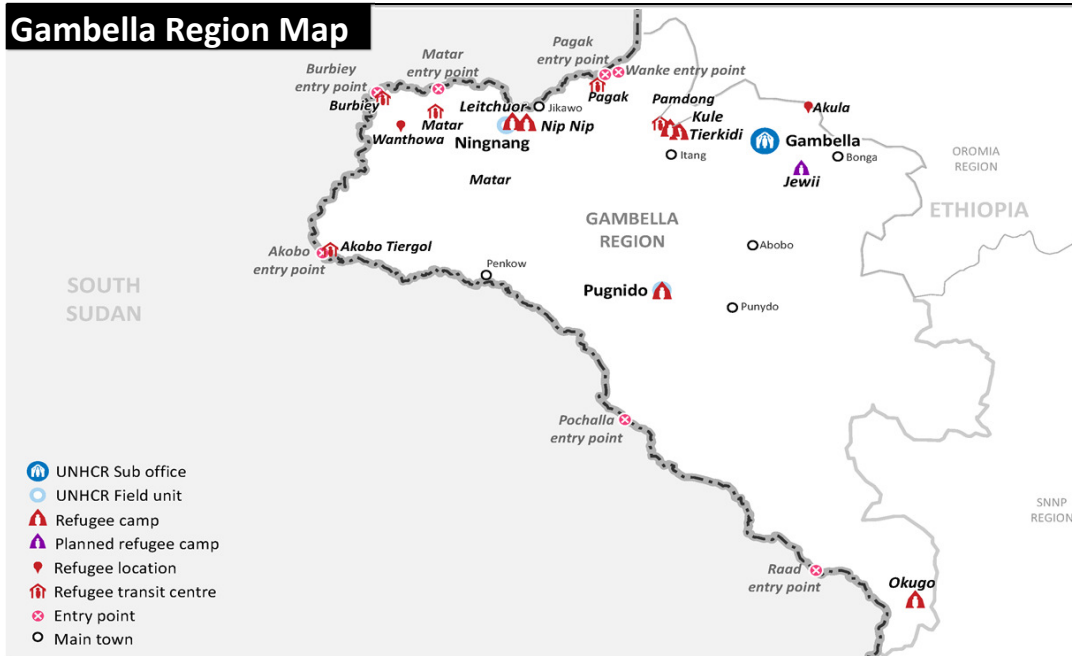 Gambella Region Map
Pagak
entry point
Matar
entry point
Burbiey
entry point
Wanke entry point
Burbiey
Leitchuor
Jikawo
Pagak
Pamdong
Akula
Matar
Kule
Wanthowa
Nip Nip
Tierkidi
Gambella
Ningnang
Itang
Bonga
OROMIA
REGION
Matar
Jewii
ETHIOPIA
GAMBELLA
REGION
Akobo
entry point
Akobo Tiergol
Abobo
Penkow
SOUTH
SUDAN
Pugnido
Punydo
Pochalla
entry point
UNHCR Sub office
UNHCR Field unit
Refugee camp
Planned refugee camp
Refugee location
Refugee transit centre
Entry point
Main town
SNNP
REGION
Raad
entry point
Okugo